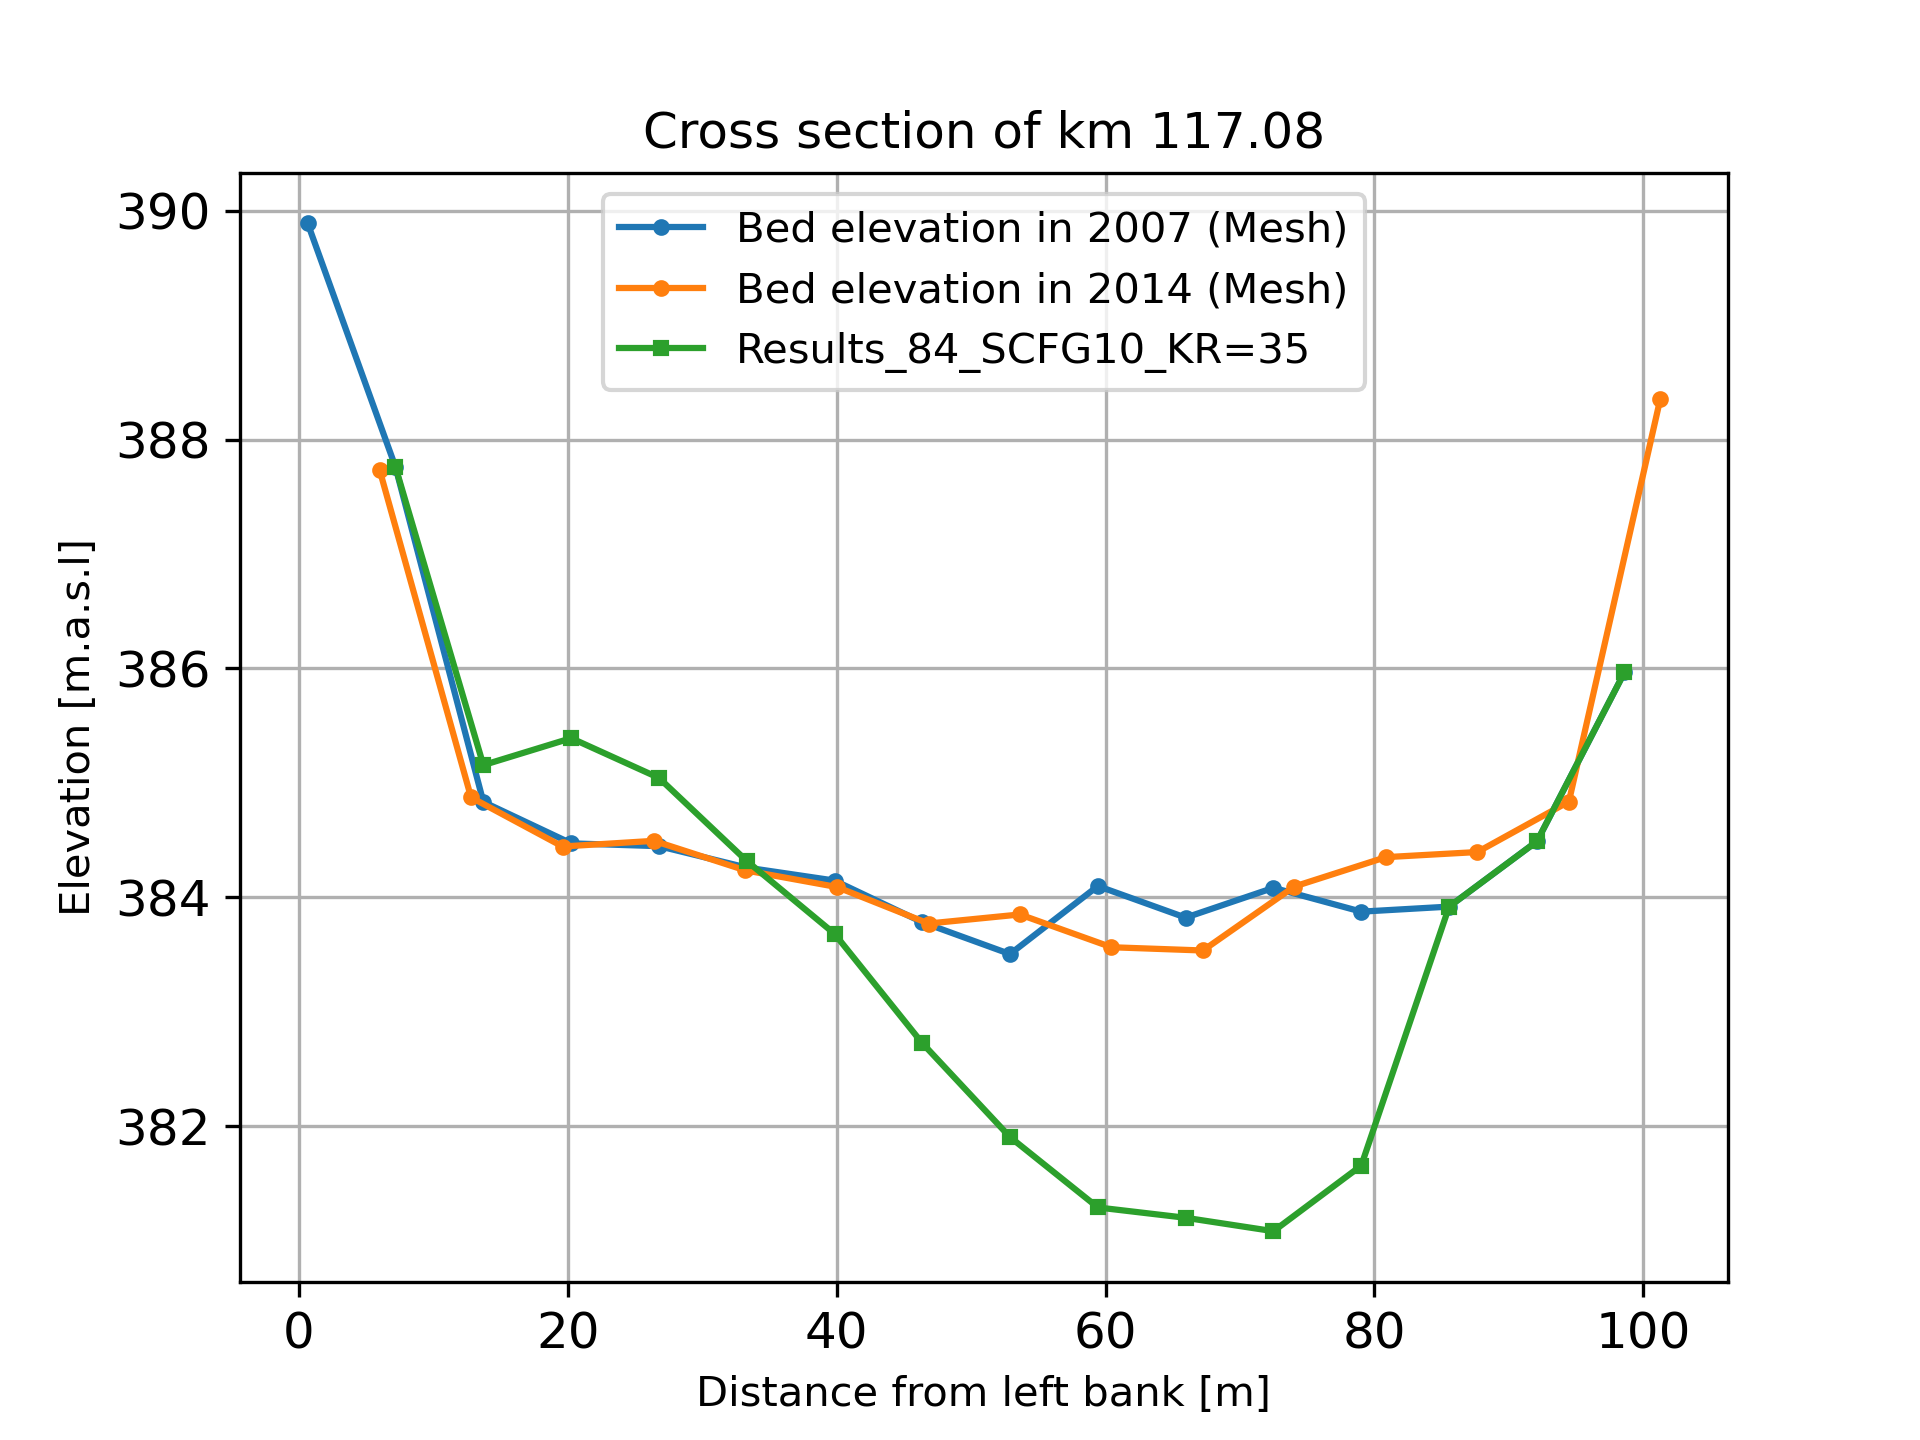 Cross section of km 117.08
Bed elevation in 2007 (Mesh)
Bed elevation in 2014 (Mesh)
Results_84_SCFG10_KR=35
390
388
386
384
382
Elevation [m.a.s.l]
0 20 40 60 80 100
Distance from left bank [m]